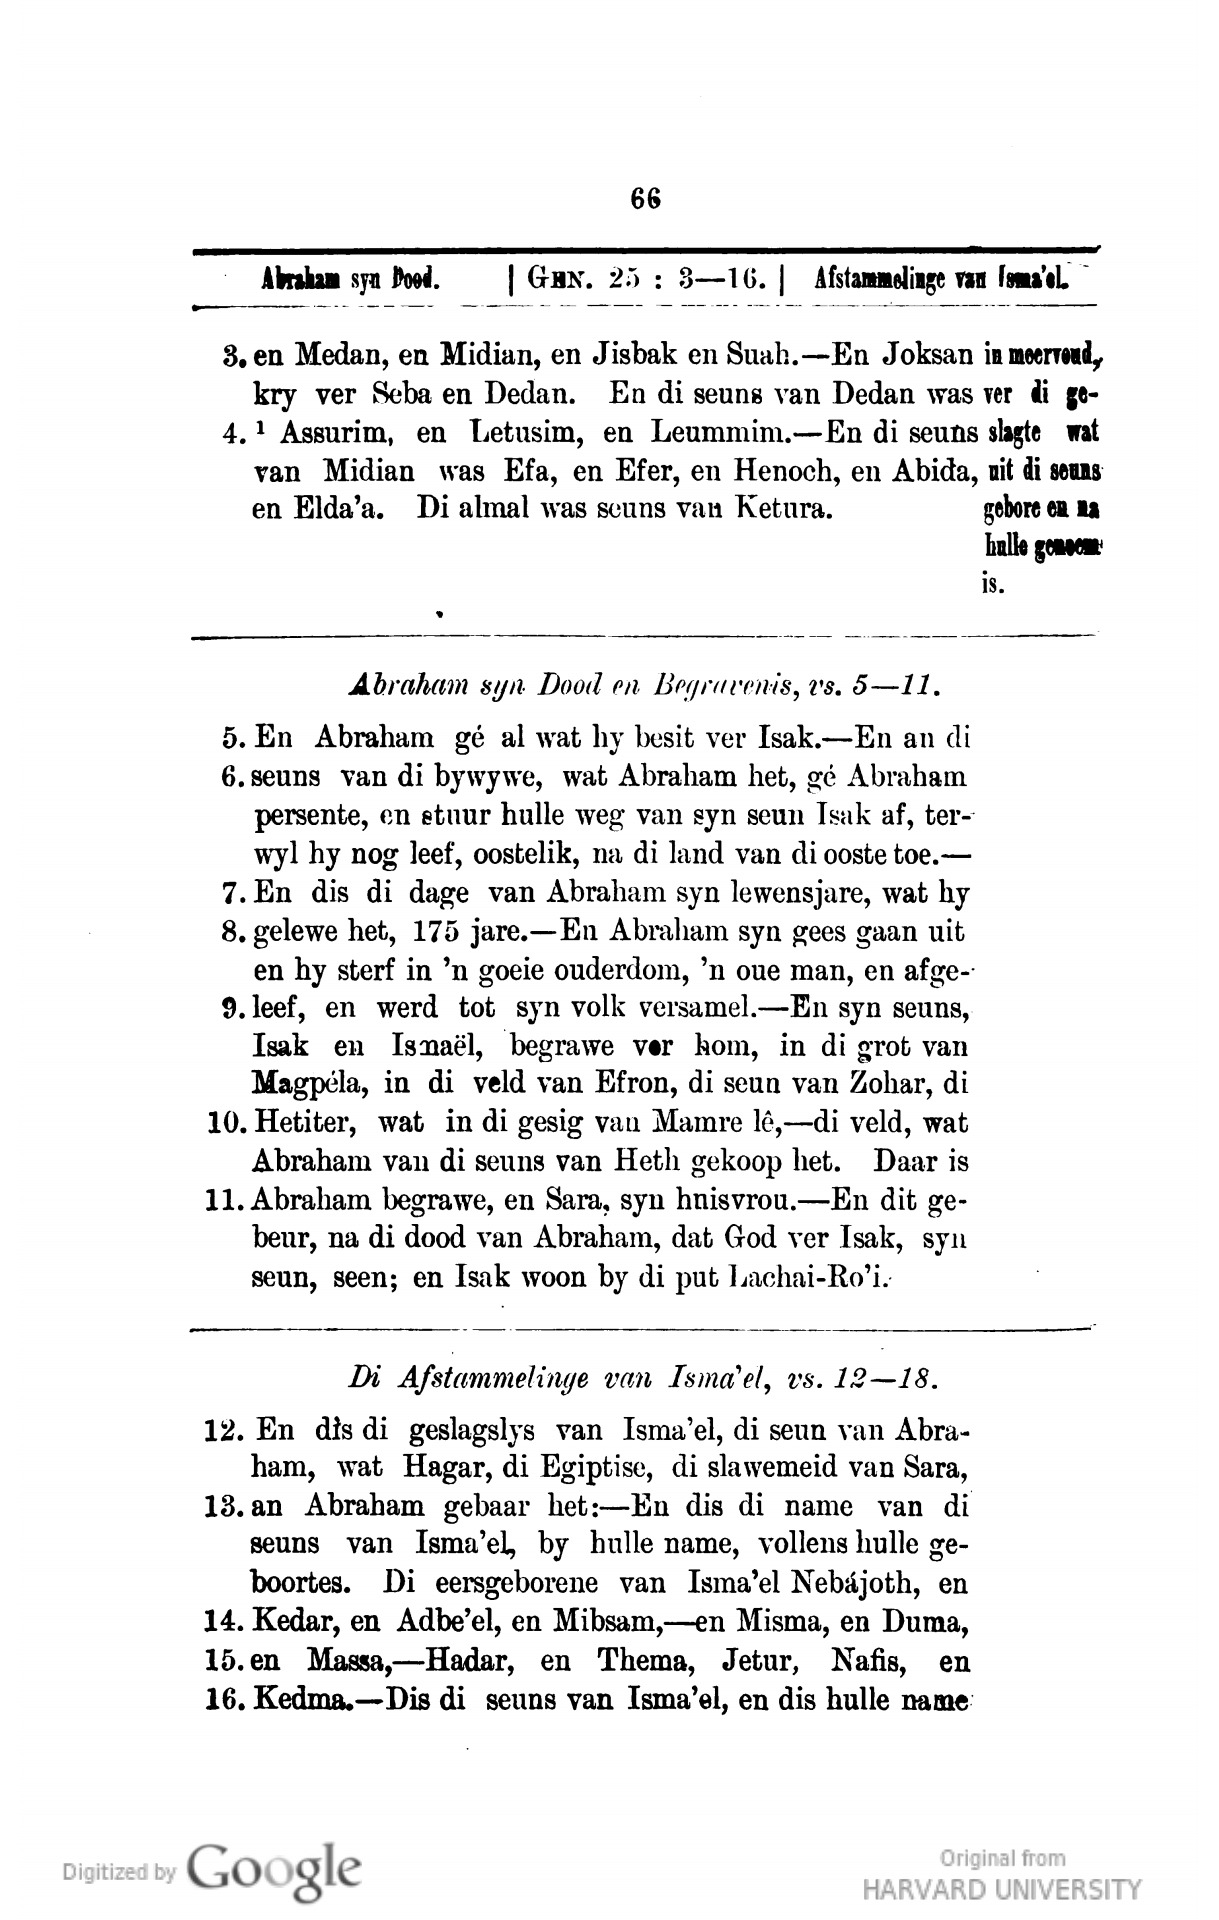 66
Abraham syn Dood. | GEN. 25 : 3—16. | Afstammelinge van Isma'el.
3. en Medan, en Midian, en Jisbak en Suah.—En Joksan
kry ver Seba en Dedan. En di seuns van Dedan was
4. ¹ Assurim, en Letusim, en Leummim.—En di seuns
van Midian was Efa, en Efer, en Henoch, en Abida,
en Elda'a. Di almal was seuns van Ketura.
in meervoud,
ver di ge-
slagte wat
uit di seuns
gebore en na
hulle genoem
is.
Abraham syn Dood en Begravenis, vs. 5—11.
5. En Abraham gé al wat hy besit ver Isak.—En an di
6. seuns van di bywywe, wat Abraham het, gé Abraham
persente, en stuur hulle weg van syn seun Isak af, ter-
wyl hy nog leef, oostelik, na di land van di ooste toe.—
7. En dis di dage van Abraham syn lewensjare, wat hy
8. gelewe het, 175 jare.—En Abraham syn gees gaan uit
en hy sterf in 'n goeie ouderdom, 'n oue man, en afge-
9. leef, en werd tot syn volk versamel.—En syn seuns,
Isak en Ismaël, begrawe ver hom, in di grot van
Magpéla, in di veld van Efron, di seun van Zohar, di
10. Hetiter, wat in di gesig van Mamre lê,—di veld, wat
Abraham van di seuns van Heth gekoop het. Daar is
11. Abraham begrawe, en Sara, syn huisvrou.—En dit ge-
beur, na di dood van Abraham, dat God ver Isak, syn
seun, seen; en Isak woon by di put Lachai-Ro'i.
Di Afstammelinge van Isma'el, vs. 12—18.
12. En dis di geslagslys van Isma'el, di seun van Abra-
ham, wat Hagar, di Egiptise, di slawemeid van Sara,
13. an Abraham gebaar het:—En dis di name van di
seuns van Isma'el, by hulle name, vollens hulle ge-
boortes. Di eersgeborene van Isma'el Nebájoth, en
14. Kedar, en Adbe'el, en Mibsam,—en Misma, en Duma,
15. en Massa,—Hadar, en Thema, Jetur, Nafis, en
16. Kedma.—Dis di seuns van Isma'el, en dis hulle name
Digitized by Google
Original from
HARVARD UNIVERSITY